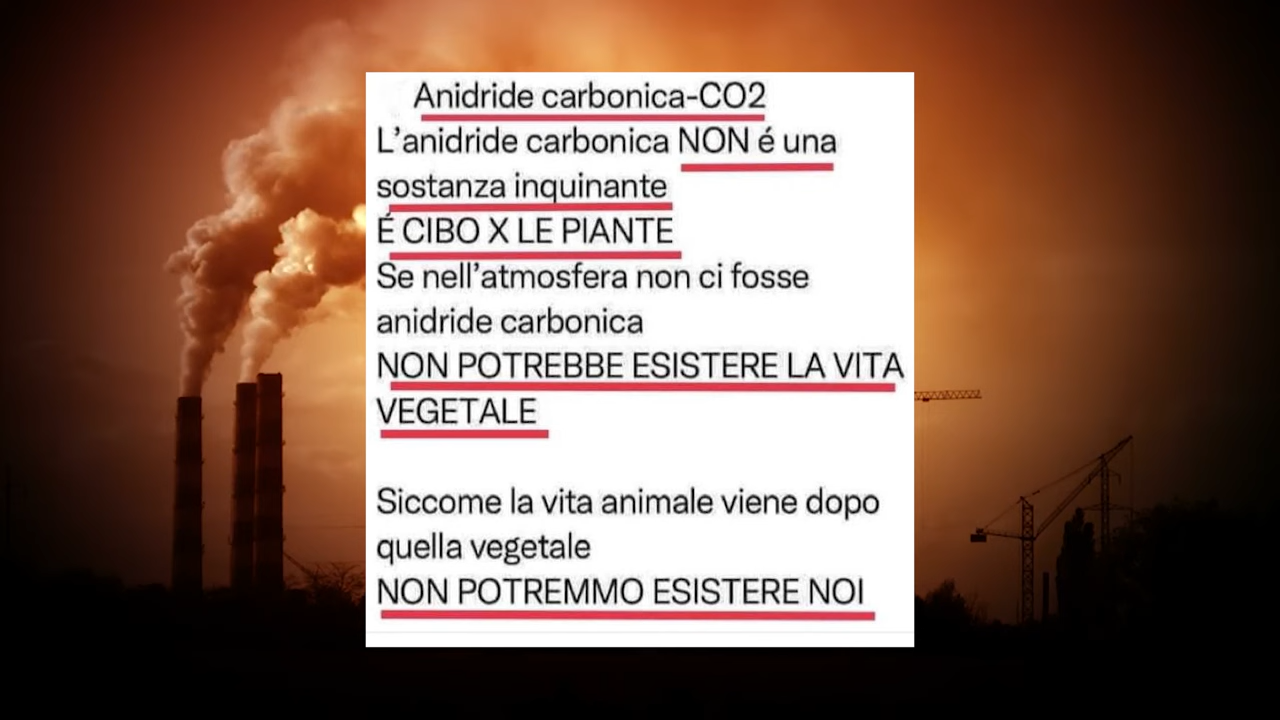 Anidride carbonica-CO2
L’anidride carbonica NON é una
sostanza inquinante
É CIBO X LE PIANTE
Se nell’atmosfera non ci fosse
anidride carbonica
NON POTREBBE ESISTERE LA VITA
VEGETALE
Siccome la vita animale viene dopo
quella vegetale
NON POTREMMO ESISTERE NOI